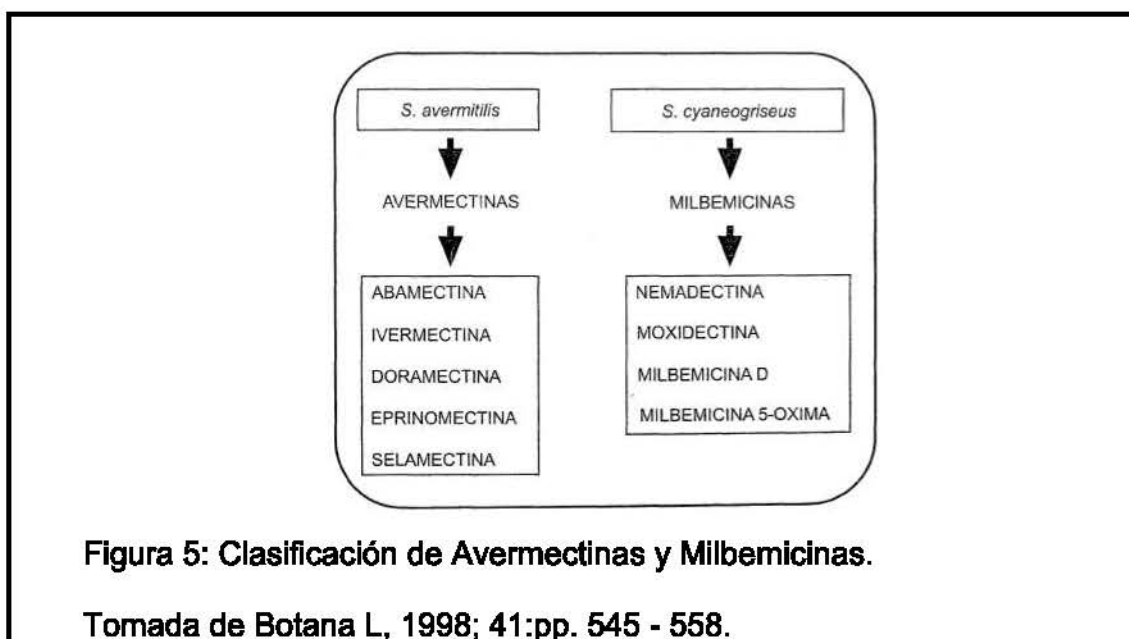 S. avermitilis
AVERMECTINAS
ABAMECTINA
IVERMECTINA
DORAMECTINA
EPRINOMECTINA
SELAMECTINA
S. cyaneogriseus
MILBEMICINAS
NEMADECTINA
MOXIDECTINA
MILBEMICINA D
MILBEMICINA 5-OXIMA
Figura 5: Clasificación de Avermectinas y Milbemicinas.
Tomada de Botana L, 1998; 41:pp. 545 - 558.